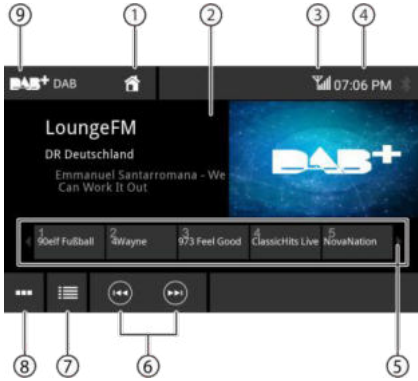 9 1 2 3 4
DAB+ DAB 07:06 PM
LoungeFM
DR Deutschland
Emmanuel Santarromana - We
Can Work It Out
DAB+
1 2 3 4 5
90elf Fußball 4Wayne 973 Feel Good ClassicHits Live NovaNation
8 7 6 5